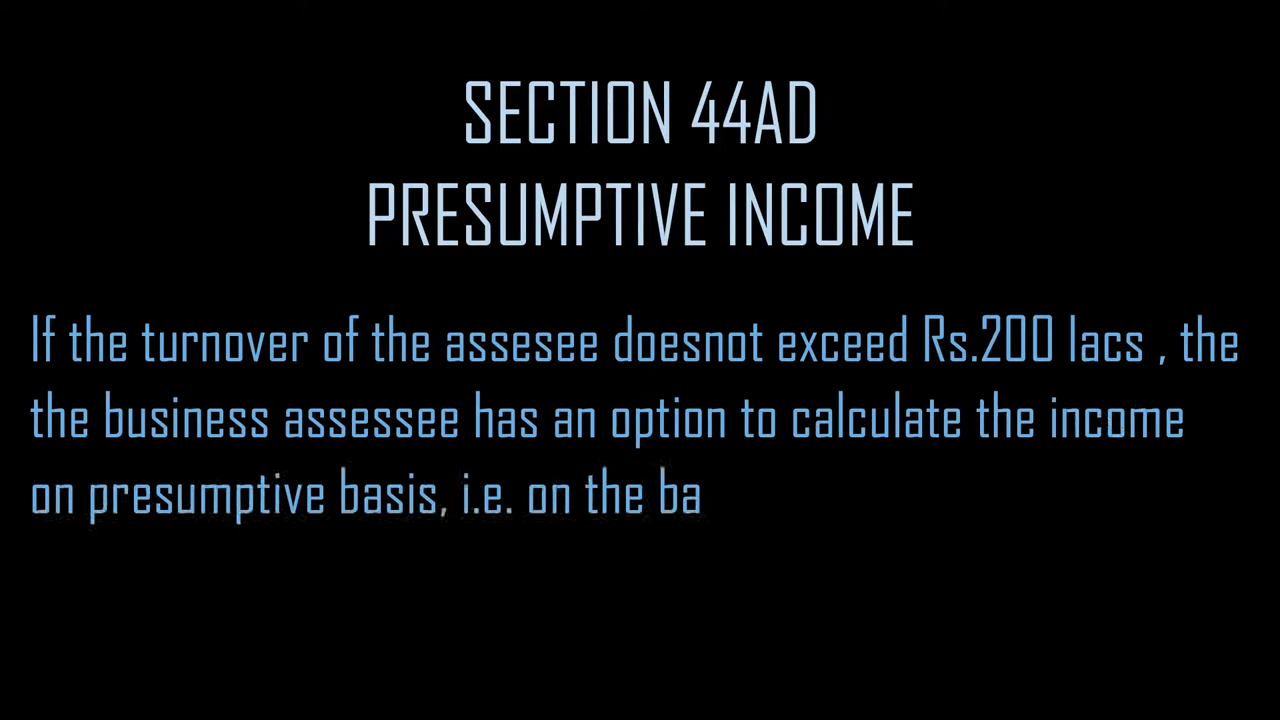 SECTION 44AD
PRESUMPTIVE INCOME
If the turnover of the assesee doesnot exceed Rs.200 lacs , the
the business assessee has an option to calculate the income
on presumptive basis, i.e. on the ba